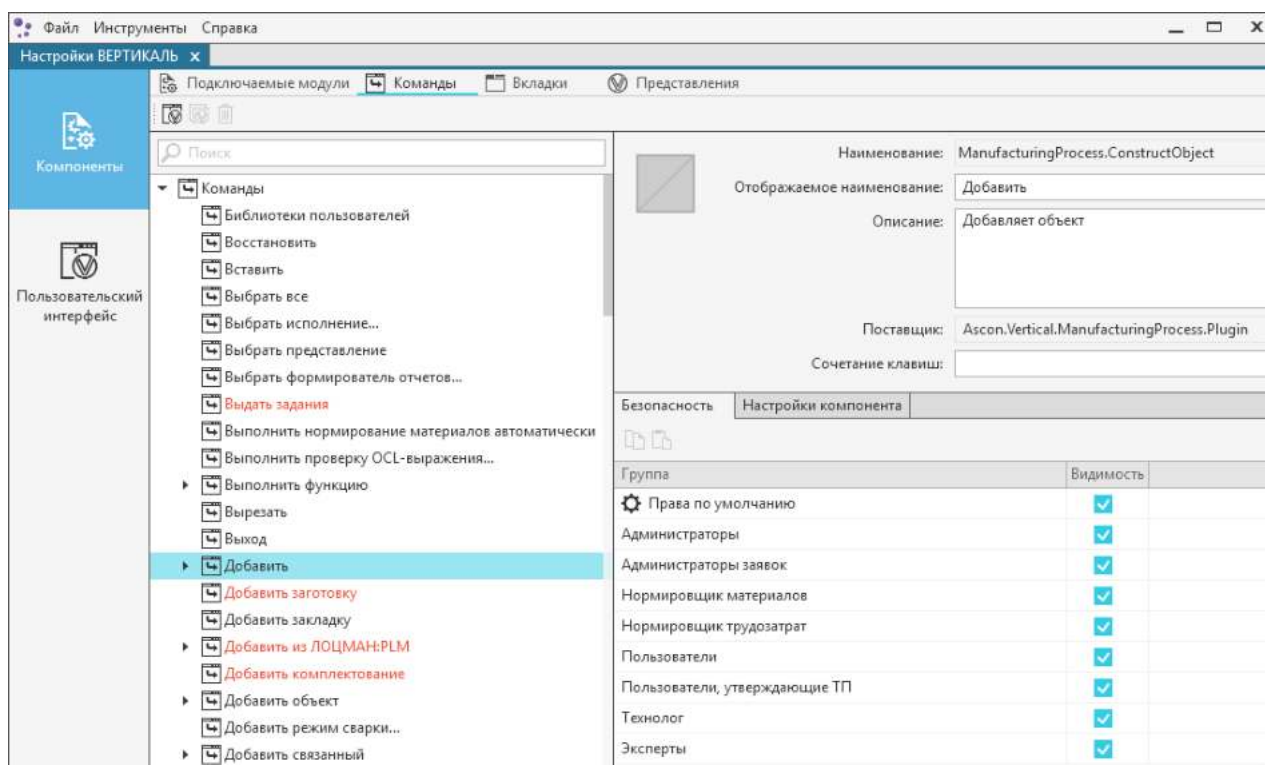 Файл Инструменты Справка
Настройки ВЕРТИКАЛЬ x
Компоненты
Пользовательский
интерфейс
Подключаемые модули Команды Вкладки Представления
Поиск
Команды
Библиотеки пользователей
Восстановить
Вставить
Выбрать все
Выбрать исполнение...
Выбрать представление
Выбрать формирователь отчетов...
Выдать задания
Выполнить нормирование материалов автоматически
Выполнить проверку OCL-выражения...
Выполнить функцию
Вырезать
Выход
Добавить
Добавить заготовку
Добавить закладку
Добавить из ЛОЦМАН:PLM
Добавить комплектование
Добавить объект
Добавить режим сварки...
Добавить связанный
Наименование: ManufacturingProcess.ConstructObject
Отображаемое наименование: Добавить
Описание: Добавляет объект
Поставщик: Ascon.Vertical.ManufacturingProcess.Plugin
Сочетание клавиш:
Безопасность Настройки компонента
Группа Видимость
Права по умолчанию
Администраторы
Администраторы заявок
Нормировщик материалов
Нормировщик трудозатрат
Пользователи
Пользователи, утверждающие ТП
Технолог
Эксперты